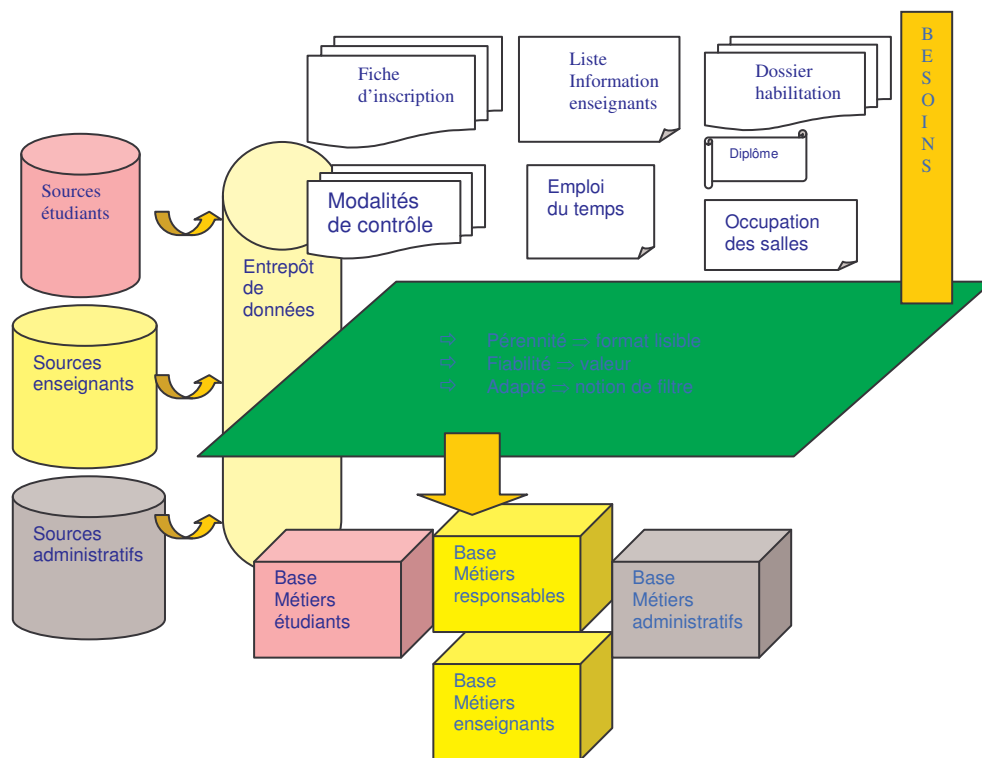 Fiche
d'inscription
Liste
Information
enseignants
Dossier
habilitation
B
E
S
O
I
N
S
Diplôme
Sources
étudiants
Modalités
de contrôle
Emploi
du temps
Occupation
des salles
Entrepôt
de
données
⇨ Pérennité ⇨ format lisible
⇨ Fiabilité ⇨ valeur
⇨ Adapté ⇨ notion de filtre
Sources
enseignants
Sources
administratifs
Base
Métiers
étudiants
Base
Métiers
responsables
Base
Métiers
administratifs
Base
Métiers
enseignants